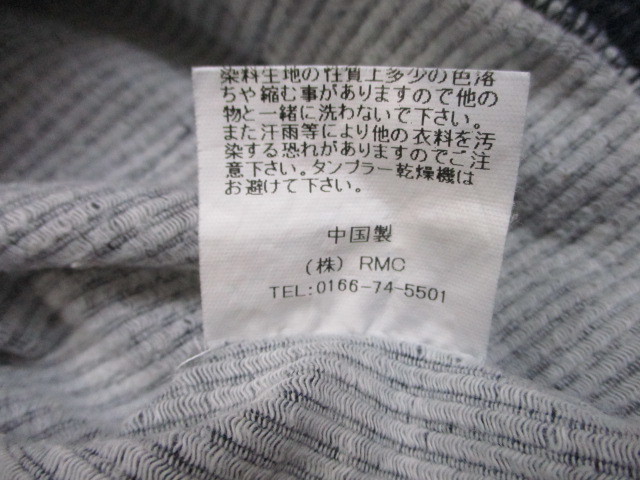 染料生地の性質上多少の色落
ちや縮む事がありますので他の
物と一緒に洗わないで下さい。
また汗雨等により他の衣料を汚
染する恐れがありますのでご注
意下さい。タンブラー乾燥機は
お避けて下さい。
中国製
（株）RMC
TEL:0166-74-5501